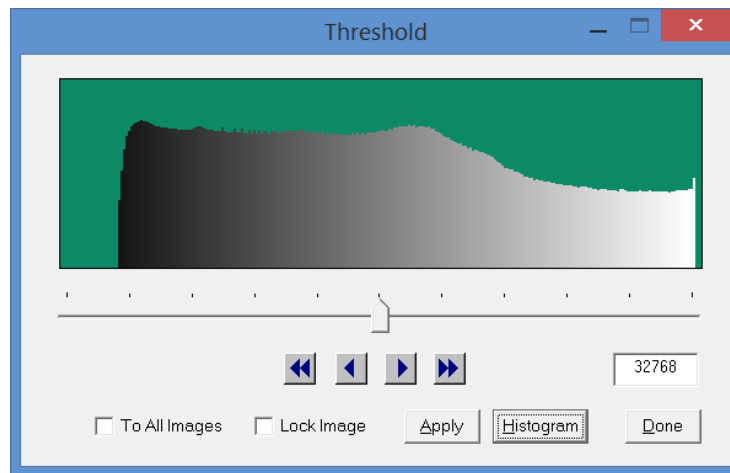 Threshold
32768
To All Images
Lock Image
Apply
Histogram
Done